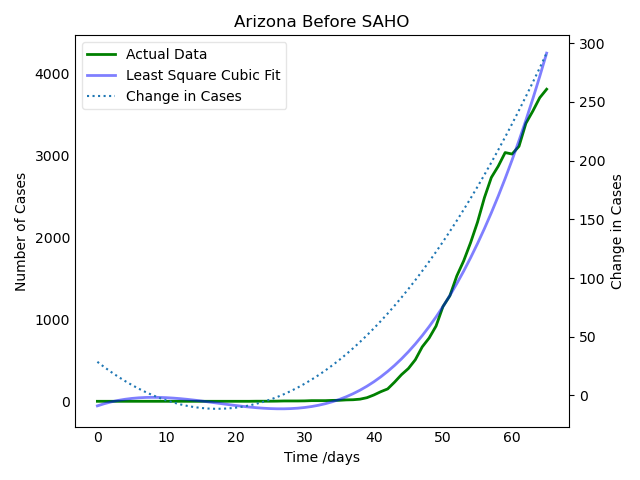 Arizona Before SAHO
Actual Data
Least Square Cubic Fit
Change in Cases
4000
3000
2000
1000
0
Number of Cases
300
250
200
150
100
50
0
Change in Cases
0 10 20 30 40 50 60
Time /days